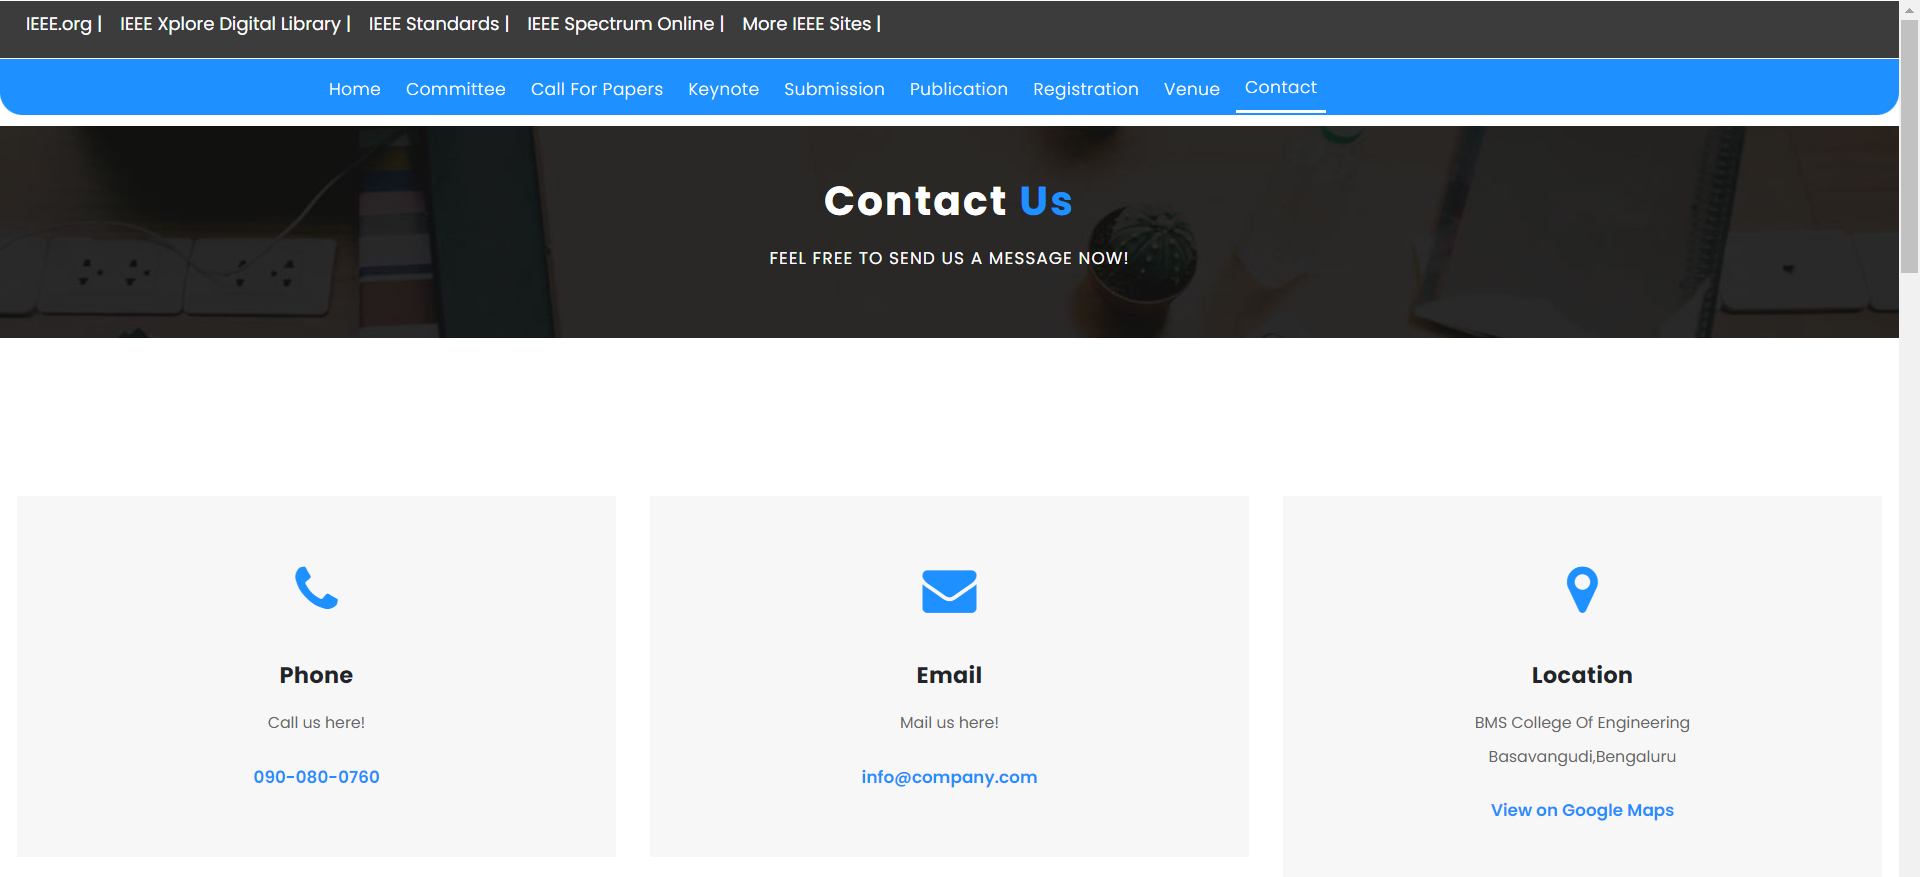 IEEE.org | IEEE Xplore Digital Library | IEEE Standards | IEEE Spectrum Online | More IEEE Sites |
Home Committee Call For Papers Keynote Submission Publication Registration Venue Contact
Contact Us
FEEL FREE TO SEND US A MESSAGE NOW!
Phone
Call us here!
090-080-0760
Email
Mail us here!
info@company.com
Location
BMS College Of Engineering
Basavangudi,Bengaluru
View on Google Maps